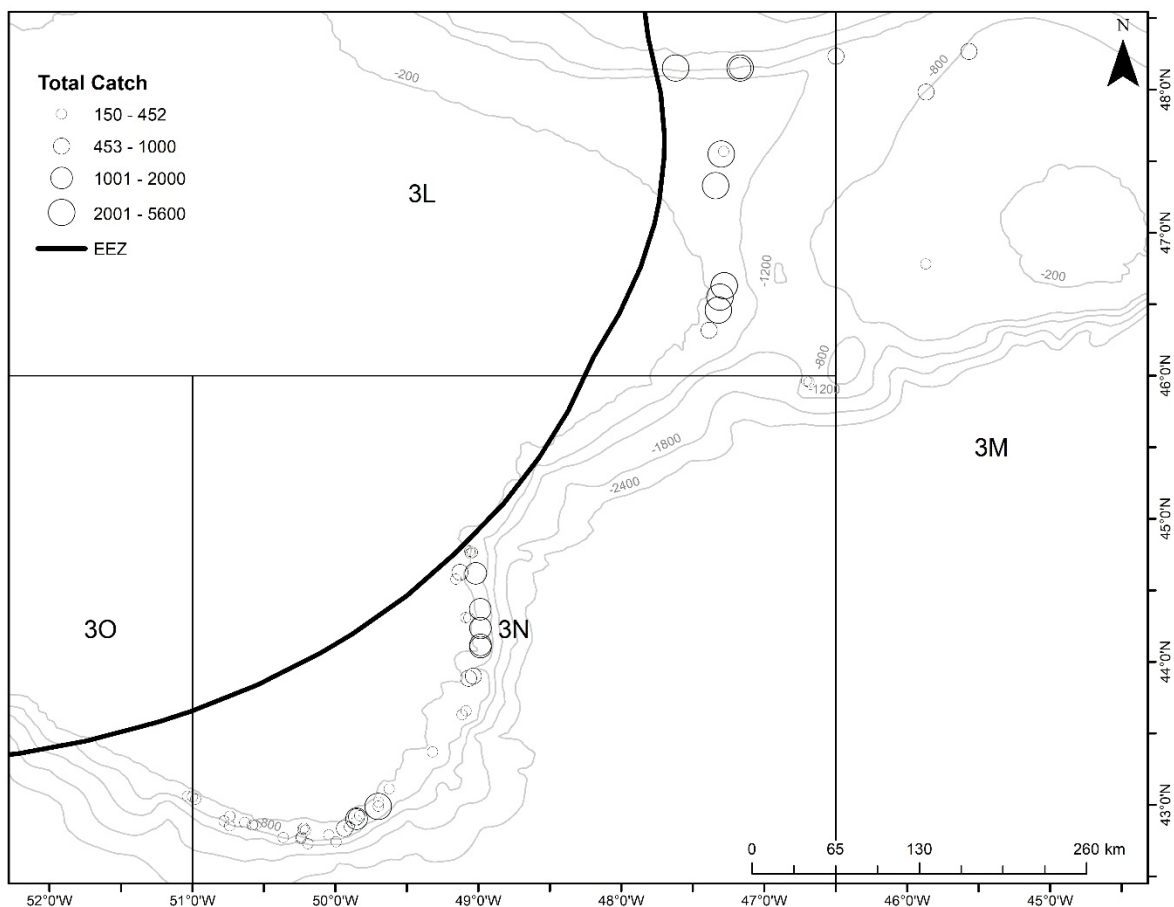 N
Total Catch
150 - 452
453 - 1000
1001 - 2000
2001 - 5600
EEZ
-200
-800
3L
-1200
-200
-800
-1200
-1800
-2400
3M
3O
3N
-800
0 65 130 260 km
48°0'N
47°0'N
46°0'N
45°0'N
44°0'N
43°0'N
52°0'W 51°0'W 50°0'W 49°0'W 48°0'W 47°0'W 46°0'W 45°0'W